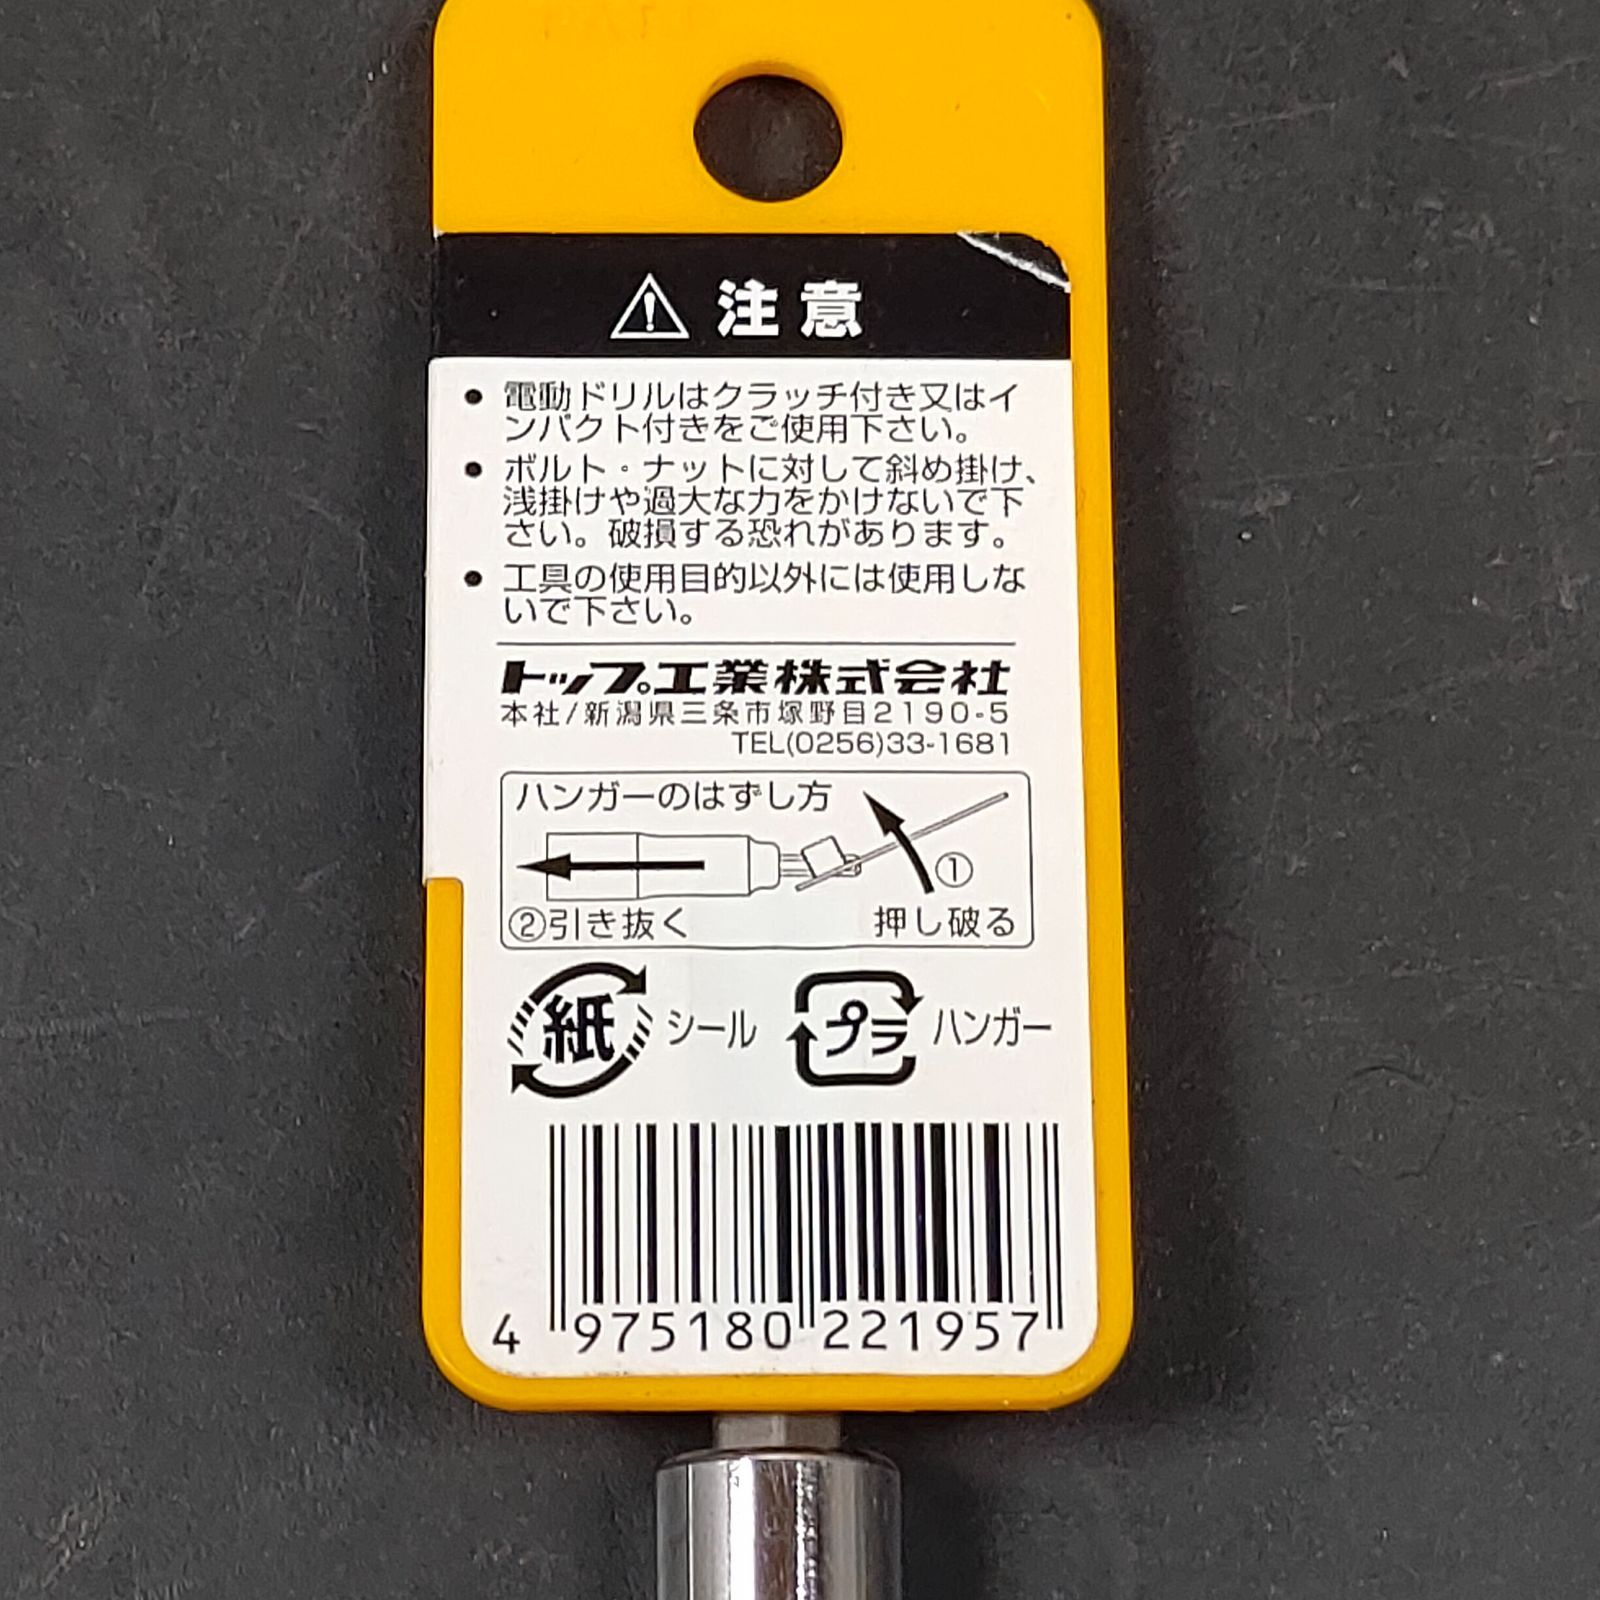 注意
• 電動ドリルはクラッチ付き又はイ
ンパクト付きをご使用下さい。
• ボルト・ナットに対して斜め掛け、
浅掛けや過大な力をかけないで下
さい。破損する恐れがあります。
• 工具の使用目的以外には使用しな
いで下さい。
トップ工業株式会社
本社/新潟県三条市塚野目2190-5
TEL(0256)33-1681
ハンガーのはずし方
①
②引き抜く 押し破る
紙 シール プラ ハンガー
4 975180 221957